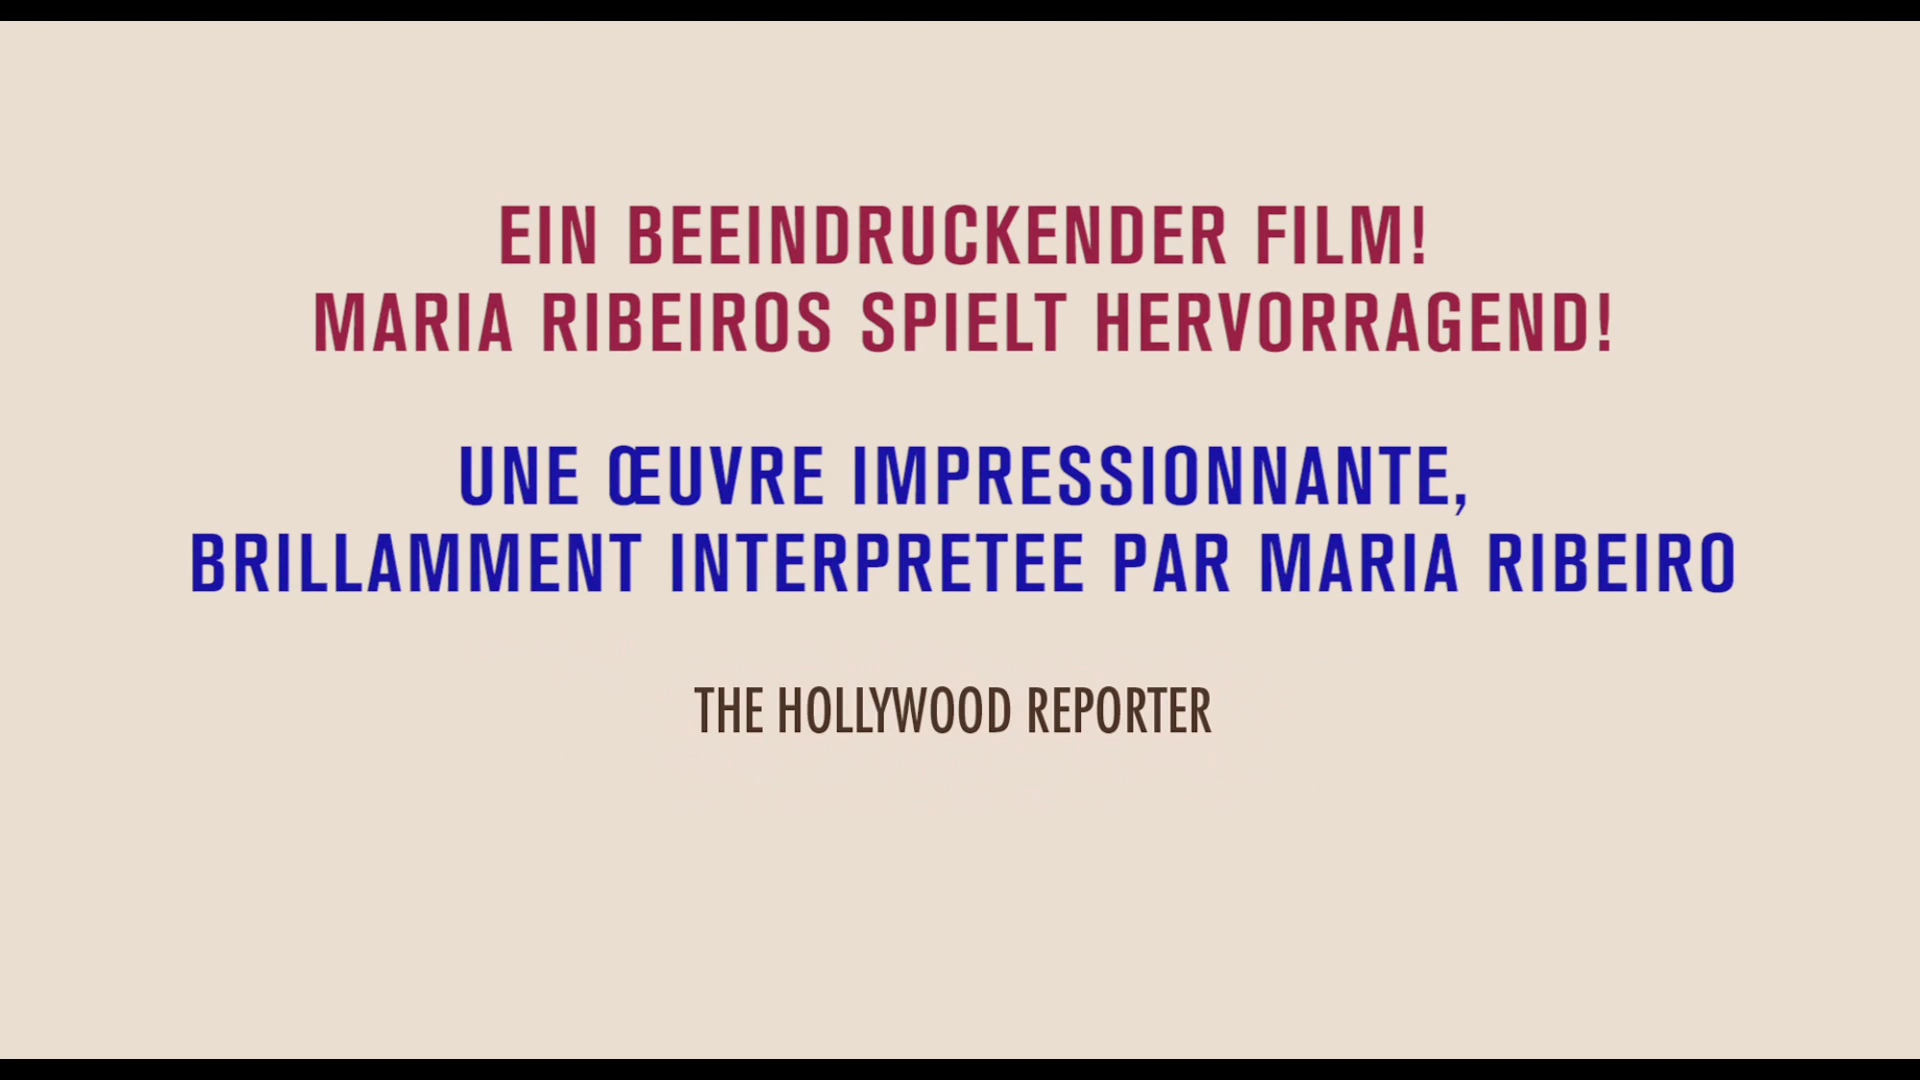 EIN BEEINDRUCKENDER FILM!
MARIA RIBEIROS SPIELT HERVORRAGEND!
UNE ŒUVRE IMPRESSIONNANTE,
BRILLAMMENT INTERPRETEE PAR MARIA RIBEIRO
THE HOLLYWOOD REPORTER